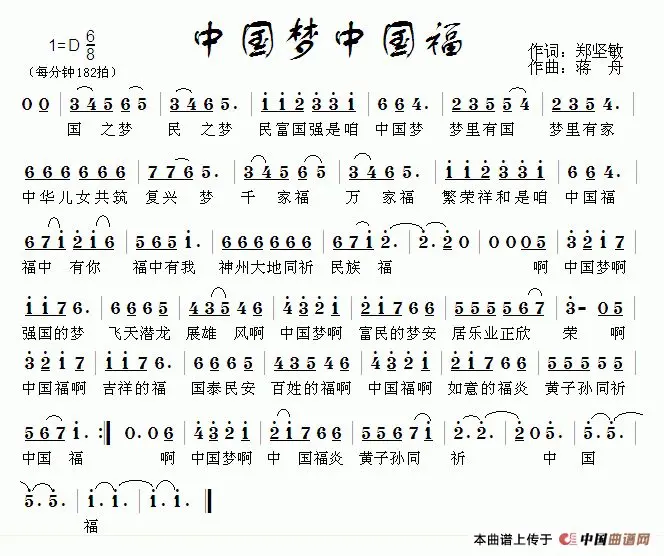 中国梦中国福
1=D 6/8
（每分钟182拍）
作词：郑坚敏
作曲：蒋 舟
0 0 | 3 4 5 6 5 | 3 4 6 5. | i i 2 3 3 i | 6 6 4. | 2 3 5 4 5 | 2 3 5 4. |
国 之梦 民 之梦 民富国强是咱 中国梦 梦里有国 梦里有家
6 6 6 6 6 6 | 7 7 6 5. | 3 4 5 6 5 | 3 4 6 5. | i i 2 3 3 i | 6 6 4. |
中华儿女共筑 复兴 梦 千 家福 万 家福 繁荣祥和是咱 中国福
6 7 i 2 i 6 | 5 6 5 i. | 6 6 6 6 6 6 | 6 7 i 2. | 2. 2 0 | 0 0 0 5 | 3 2 i 7 |
福中 有你 福中有我 神州大地同祈 民族 福 啊 中国梦啊
i i 7 6. | 6 6 6 5 | 4 3 5 4 6 | 4 3 2 i | 6 6 7 6 5 | 5 5 5 5 6 7 | 3 - 0 5 |
强国的梦 飞天潜龙 展雄 风啊 中国梦啊 富民的梦安 居乐业正欣 荣 啊
3 2 i 7 | i i 7 6. | 6 6 6 5 | 4 3 5 4 6 | 4 3 2 i | i i 7 6 6 | 5 5 5 6 7 i |
中国福啊 吉祥的福 国泰民安 百姓的福啊 中国福啊 如意的福炎 黄子孙同祈
5 6 7 i. :‖ 0. 0 6 | 4 3 2 i | 2 i 7 6 6 | 5 5 5 6 7 i | 2. 2. | 2 0 5. | 5. 5. |
中国 福 啊 中国梦啊 中 国福炎 黄子孙同 祈 中 国
5. 5. | i. i. | i. i. ‖
福
本本曲谱上传于 中国曲谱网